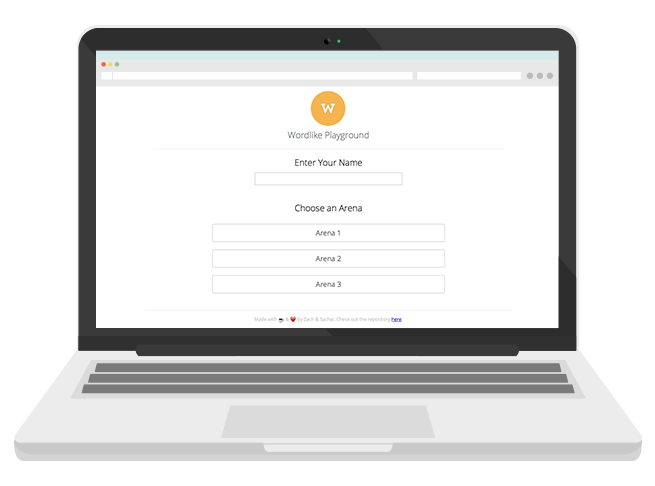 W
Wordlike Playground
Enter Your Name
Choose an Arena
Arena 1
Arena 2
Arena 3
Made with ☕ & ❤️ by Zach & Sachal. Check out the repository here